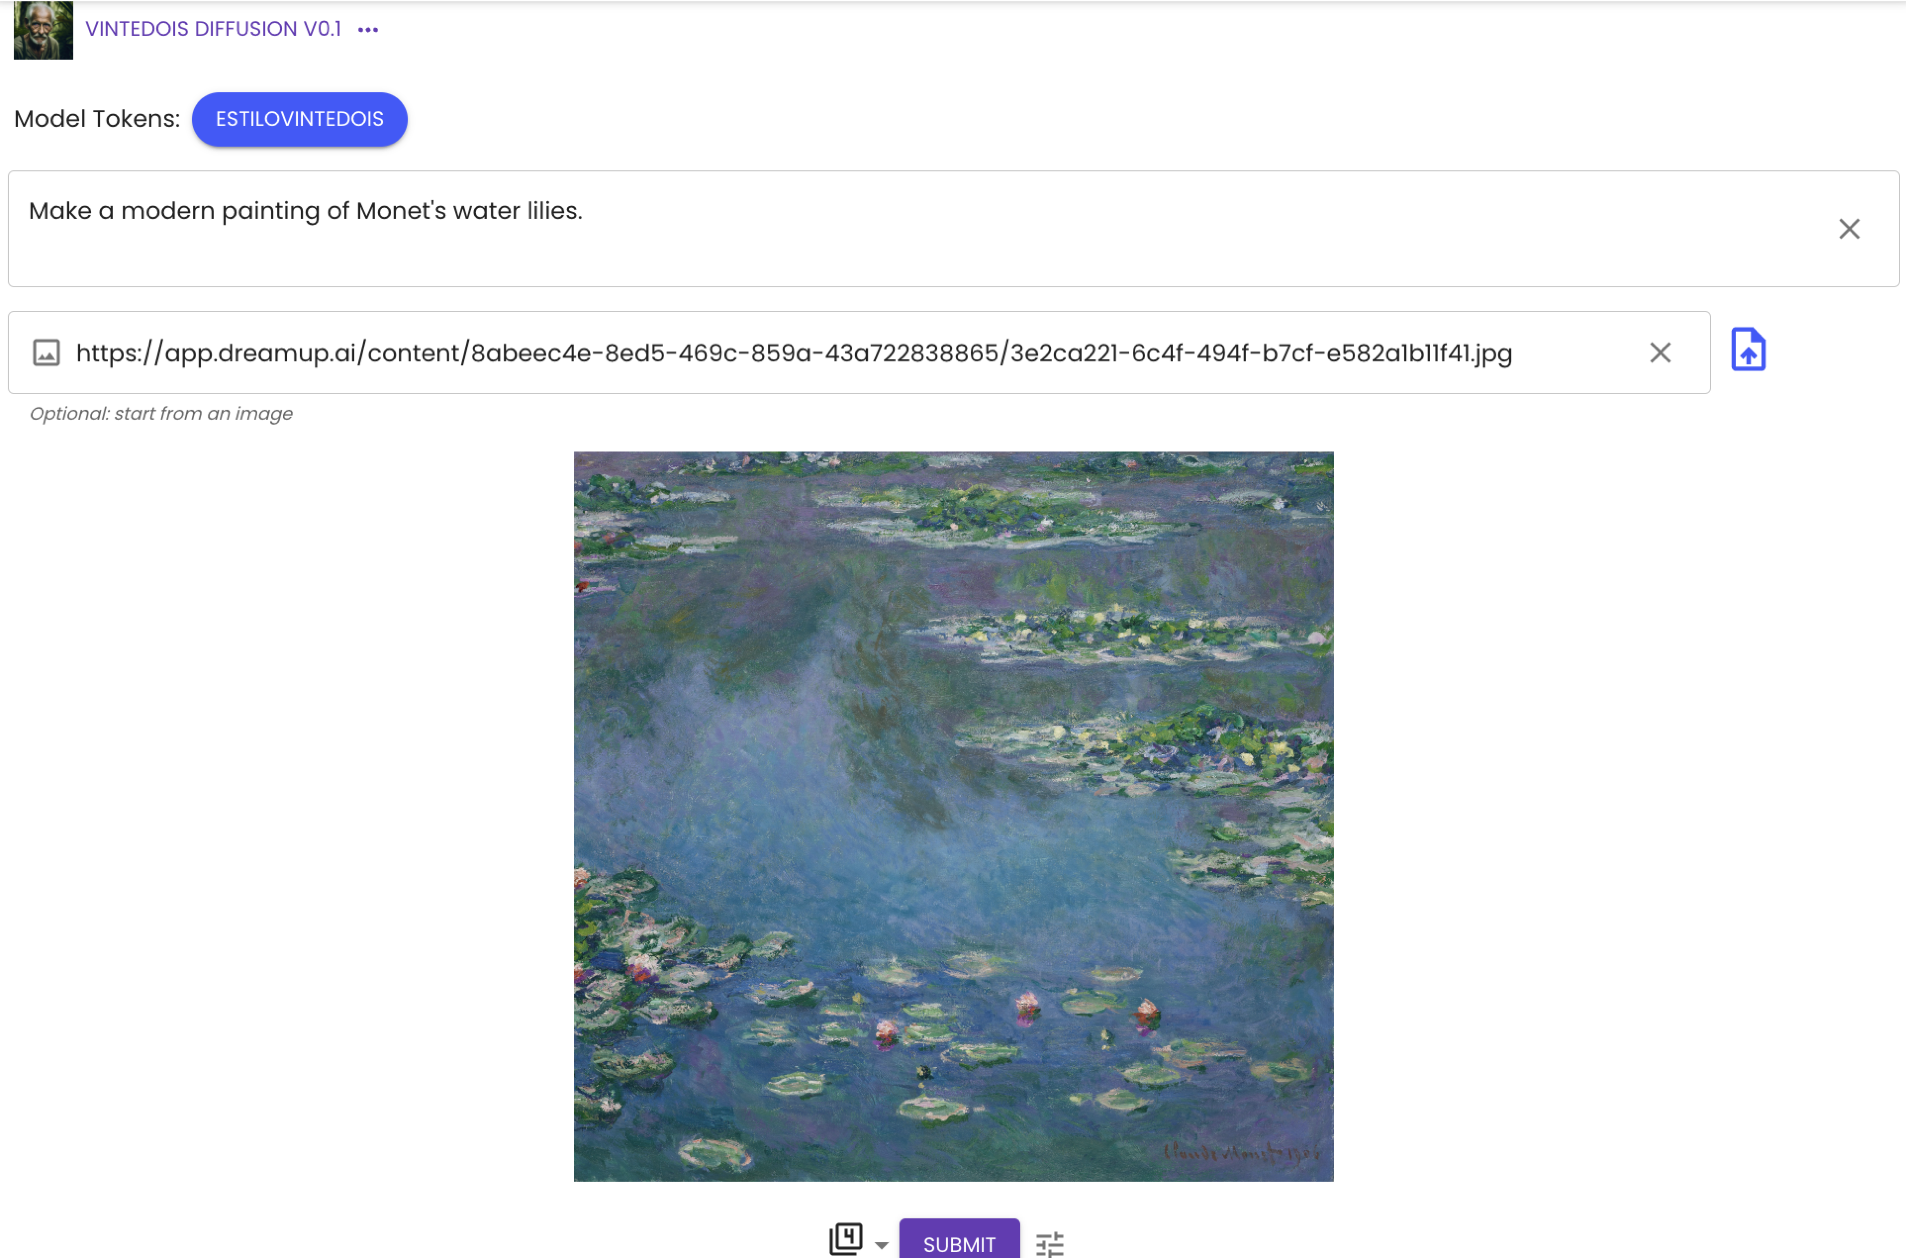 VINTEDOIS DIFFUSION V0.1
Model Tokens: ESTILOVINTEDOIS
Make a modern painting of Monet's water lilies.
https://app.dreamup.ai/content/8abeec4e-8ed5-469c-859a-43a722838865/3e2ca221-6c4f-494f-b7cf-e582a1b11f41.jpg
Optional: start from an image
Claude Monet
4 SUBMIT